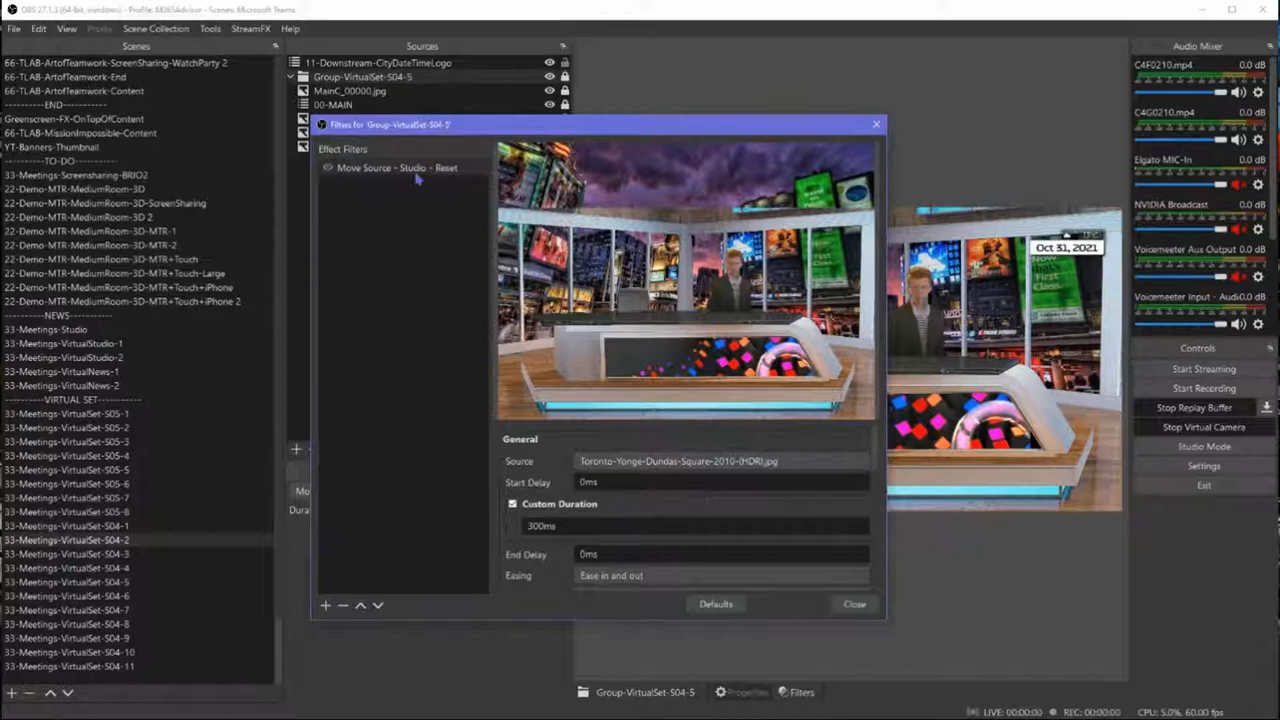 OBS 27.1.3 (64-bit, windows) - Profile: M365Advisor - Scenes: Microsoft Teams
File Edit View Profile Scene Collection Tools StreamFX Help
Scenes
66-TLAB-ArtofTeamwork-ScreenSharing-WatchParty 2
66-TLAB-ArtofTeamwork-End
66-TLAB-ArtofTeamwork-Content
----------END----------
Greenscreen-FX-OnTopOfContent
66-TLAB-MissionImpossible-Content
YT-Banners-Thumbnail
----------TO-DO----------
33-Meetings-Screensharing-BRIO2
22-Demo-MTR-MediumRoom-3D
22-Demo-MTR-MediumRoom-3D-ScreenSharing
22-Demo-MTR-MediumRoom-3D 2
22-Demo-MTR-MediumRoom-3D-MTR-1
22-Demo-MTR-MediumRoom-3D-MTR-2
22-Demo-MTR-MediumRoom-3D-MTR+Touch
22-Demo-MTR-MediumRoom-3D-MTR+Touch-Large
22-Demo-MTR-MediumRoom-3D-MTR+Touch+iPhone
22-Demo-MTR-MediumRoom-3D-MTR+Touch+iPhone 2
----------NEWS----------
33-Meetings-Studio
33-Meetings-VirtualStudio-1
33-Meetings-VirtualStudio-2
33-Meetings-VirtualNews-1
33-Meetings-VirtualNews-2
----------VIRTUAL SET----------
33-Meetings-VirtualSet-S05-1
33-Meetings-VirtualSet-S05-2
33-Meetings-VirtualSet-S05-3
33-Meetings-VirtualSet-S05-4
33-Meetings-VirtualSet-S05-5
33-Meetings-VirtualSet-S05-6
33-Meetings-VirtualSet-S05-7
33-Meetings-VirtualSet-S05-8
33-Meetings-VirtualSet-S04-1
33-Meetings-VirtualSet-S04-2
33-Meetings-VirtualSet-S04-3
33-Meetings-VirtualSet-S04-4
33-Meetings-VirtualSet-S04-5
33-Meetings-VirtualSet-S04-6
33-Meetings-VirtualSet-S04-7
33-Meetings-VirtualSet-S04-8
33-Meetings-VirtualSet-S04-9
33-Meetings-VirtualSet-S04-10
33-Meetings-VirtualSet-S04-11
Sources
11-Downstream-CityDateTimeLogo
Group-VirtualSet-S04-5
MainC_00000.jpg
00-MAIN
Filters for 'Group-VirtualSet-S04-5'
Effect Filters
Move Source - Studio - Reset
General
Source Toronto-Yonge-Dundas-Square-2010-(HDR).jpg
Start Delay 0ms
Custom Duration
300ms
End Delay 0ms
Easing Ease in and out
Defaults Close
Oct 31, 2021
Group-VirtualSet-S04-5 Properties Filters
Audio Mixer
C4F0210.mp4 0.0 dB
C4G0210.mp4 0.0 dB
Elgato MIC-In 0.0 dB
NVIDIA Broadcast 0.0 dB
Voicemeeter Aux Output 0.0 dB
Voicemeeter Input - Audi 0.0 dB
Controls
Start Streaming
Start Recording
Stop Replay Buffer
Stop Virtual Camera
Studio Mode
Settings
Exit
LIVE: 00:00:00 REC: 00:00:00 CPU: 5.0%, 60.00 fps